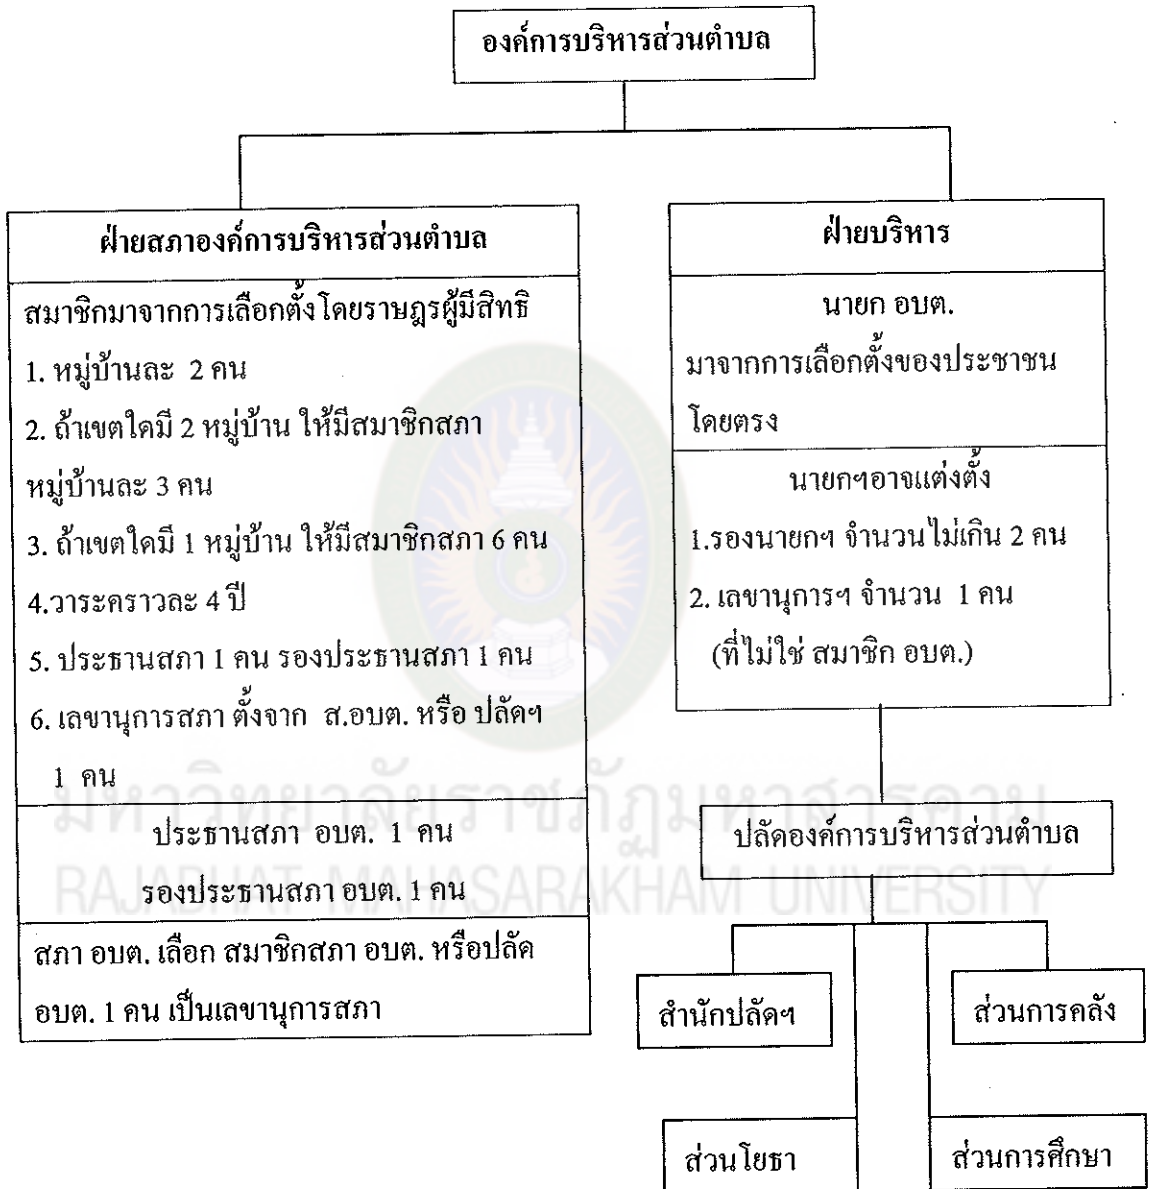 องค์การบริหารส่วนตำบล
ฝ่ายสภาองค์การบริหารส่วนตำบล
สมาชิกมาจากการเลือกตั้งโดยราษฎรผู้มีสิทธิ
1. หมู่บ้านละ 2 คน
2. ถ้าเขตใดมี 2 หมู่บ้าน ให้มีสมาชิกสภา
หมู่บ้านละ 3 คน
3. ถ้าเขตใดมี 1 หมู่บ้าน ให้มีสมาชิกสภา 6 คน
4.วาระคราวละ 4 ปี
5. ประธานสภา 1 คน รองประธานสภา 1 คน
6. เลขานุการสภา ตั้งจาก ส.อบต. หรือ ปลัดฯ
1 คน
ประธานสภา อบต. 1 คน
รองประธานสภา อบต. 1 คน
สภา อบต. เลือก สมาชิกสภา อบต. หรือปลัด
อบต. 1 คน เป็นเลขานุการสภา
ฝ่ายบริหาร
นายก อบต.
มาจากการเลือกตั้งของประชาชน
โดยตรง
นายกฯอาจแต่งตั้ง
1.รองนายกฯ จำนวนไม่เกิน 2 คน
2. เลขานุการฯ จำนวน 1 คน
(ที่ไม่ใช่ สมาชิก อบต.)
ปลัดองค์การบริหารส่วนตำบล
สำนักปลัดฯ
ส่วนการคลัง
ส่วนโยธา
ส่วนการศึกษา
มหาวิทยาลัยราชภัฏมหาสารคาม
RAJABHAT MAHASARAKHAM UNIVERSITY